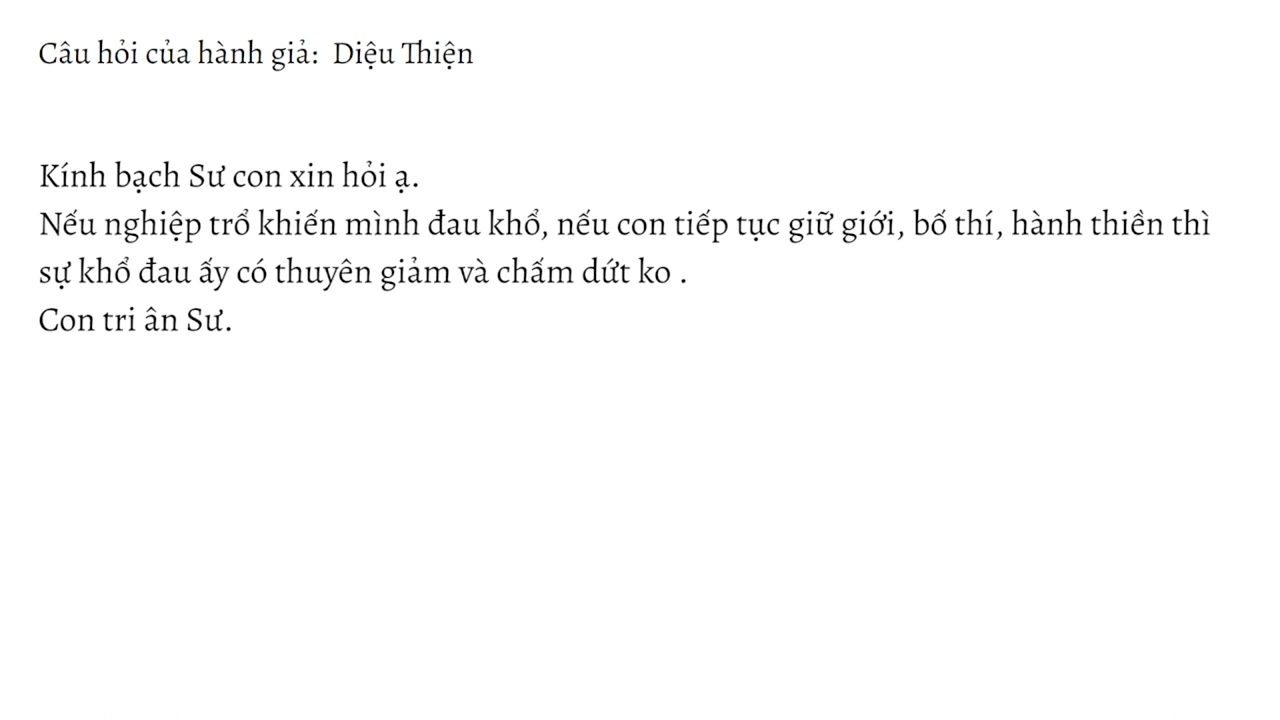 Câu hỏi của hành giả:  Diệu Thiện
Kính bạch Sư con xin hỏi ạ.
Nếu nghiệp trổ khiến mình đau khổ, nếu con tiếp tục giữ giới, bố thí, hành thiền thì
sự khổ đau ấy có thuyên giảm và chấm dứt ko .
Con tri ân Sư.